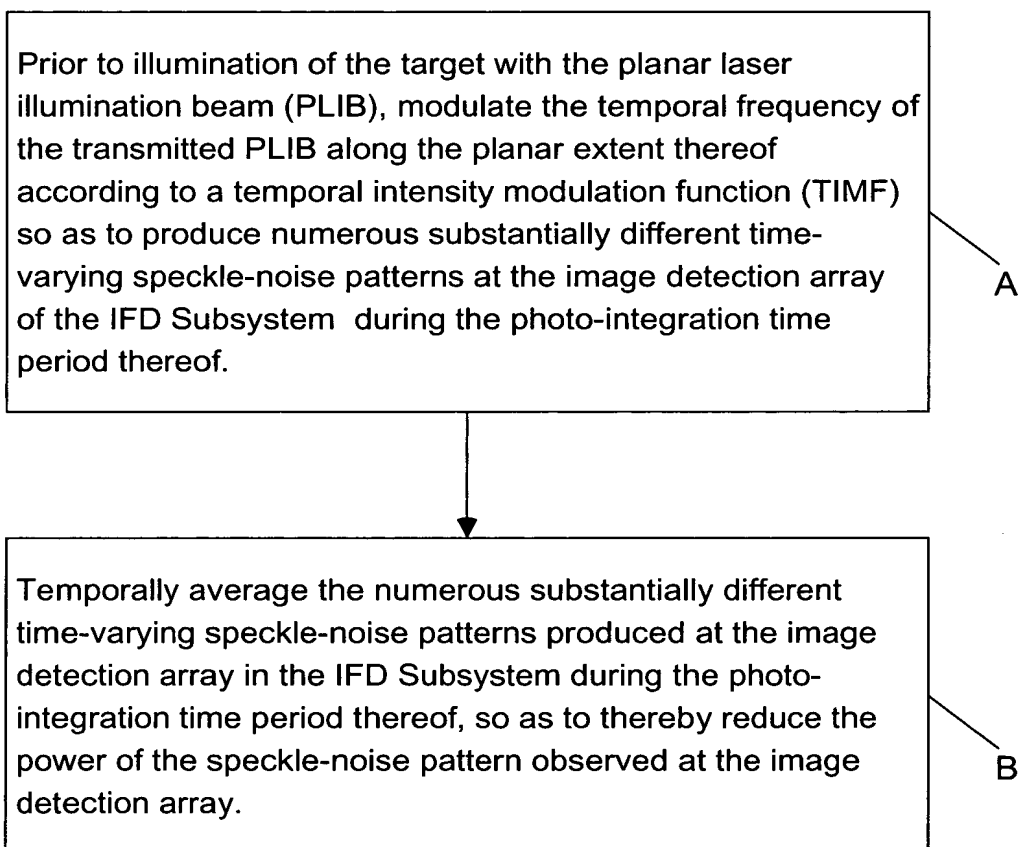 Prior to illumination of the target with the planar laser
illumination beam (PLIB), modulate the temporal frequency of
the transmitted PLIB along the planar extent thereof
according to a temporal intensity modulation function (TIMF)
so as to produce numerous substantially different time-
varying speckle-noise patterns at the image detection array
of the IFD Subsystem during the photo-integration time
period thereof.
A
Temporally average the numerous substantially different
time-varying speckle-noise patterns produced at the image
detection array in the IFD Subsystem during the photo-
integration time period thereof, so as to thereby reduce the
power of the speckle-noise pattern observed at the image
detection array.
B